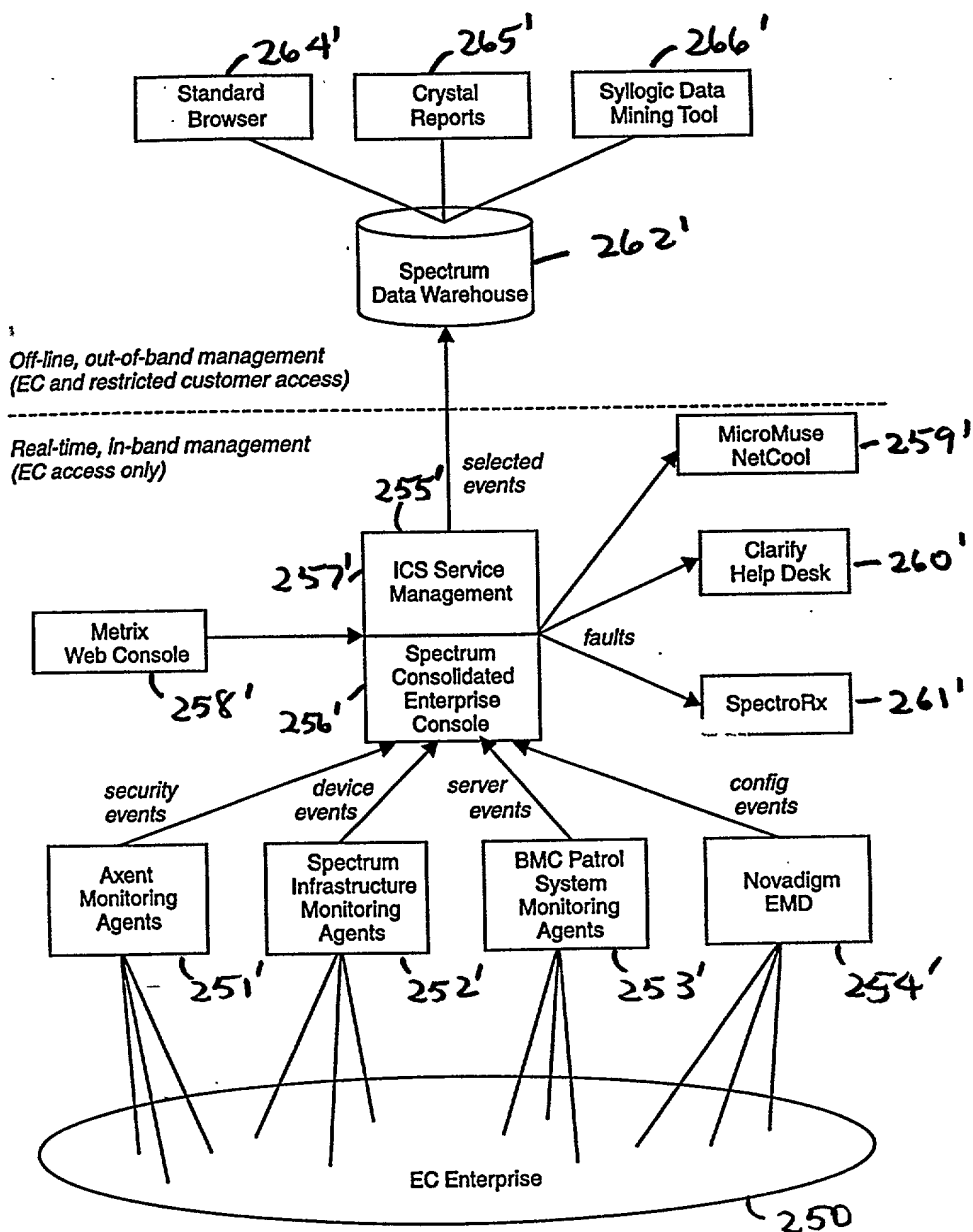 264'
265'
266'
Standard
Browser
Crystal
Reports
Syllogic Data
Mining Tool
262'
Spectrum
Data Warehouse
Off-line, out-of-band management
(EC and restricted customer access)
Real-time, in-band management
(EC access only)
selected
events
MicroMuse
NetCool
259'
255'
257'
ICS Service
Management
Clarify
Help Desk
260'
Metrix
Web Console
258'
faults
Spectrum
Consolidated
Enterprise
Console
256'
SpectroRx
261'
security
events
device
events
server
events
config
events
Axent
Monitoring
Agents
Spectrum
Infrastructure
Monitoring
Agents
BMC Patrol
System
Monitoring
Agents
Novadigm
EMD
251'
252'
253'
254'
EC Enterprise
250